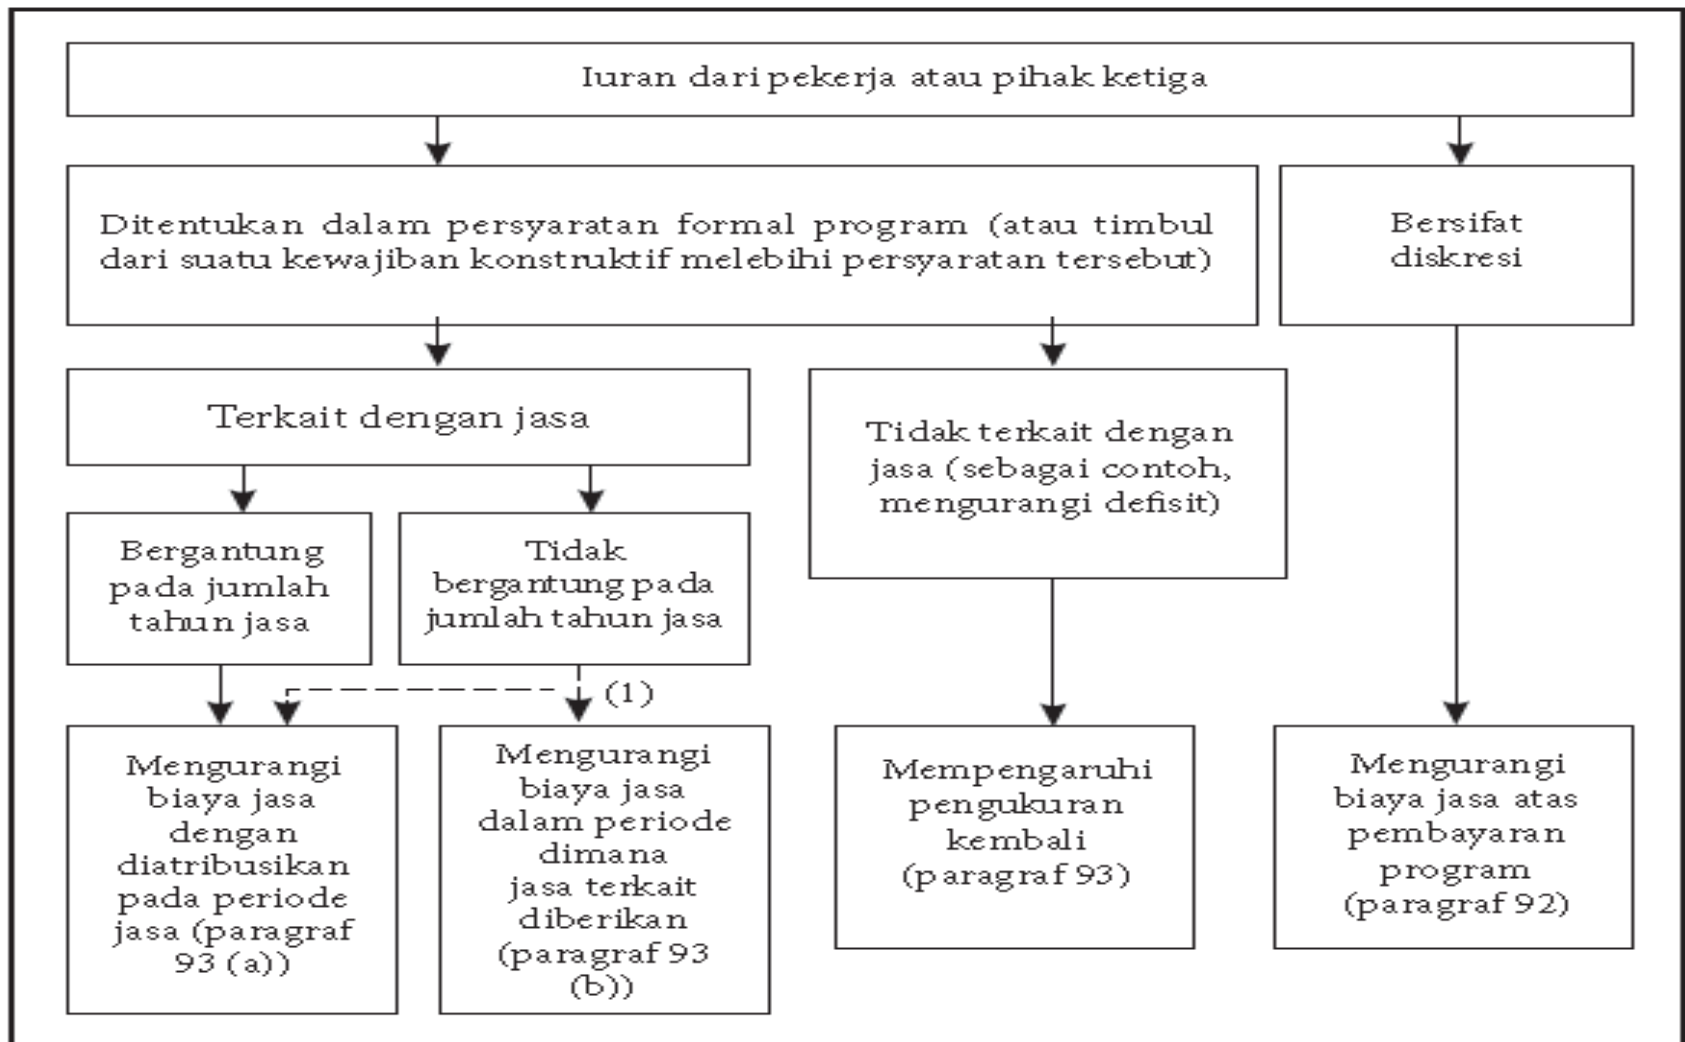 Iuran dari pekerja atau pihak ketiga
Ditentukan dalam persyaratan formal program (atau timbul
dari suatu kewajiban konstruktif melebihi persyaratan tersebut)
Bersifat
diskresi
Terkait dengan jasa
Tidak terkait dengan
jasa (sebagai contoh,
mengurangi defisit)
Bergantung
pada jumlah
tahun jasa
Tidak
bergantung pada
jumlah tahun jasa
(1)
Mengurangi
biaya jasa
dengan
diatribusikan
pada periode
jasa (paragraf
93 (a))
Mengurangi
biaya jasa
dalam periode
dimana
jasa terkait
diberikan
(paragraf 93
(b))
Mempengaruhi
pengukuran
kembali
(paragraf 93)
Mengurangi
biaya jasa atas
pembayaran
program
(paragraf 92)